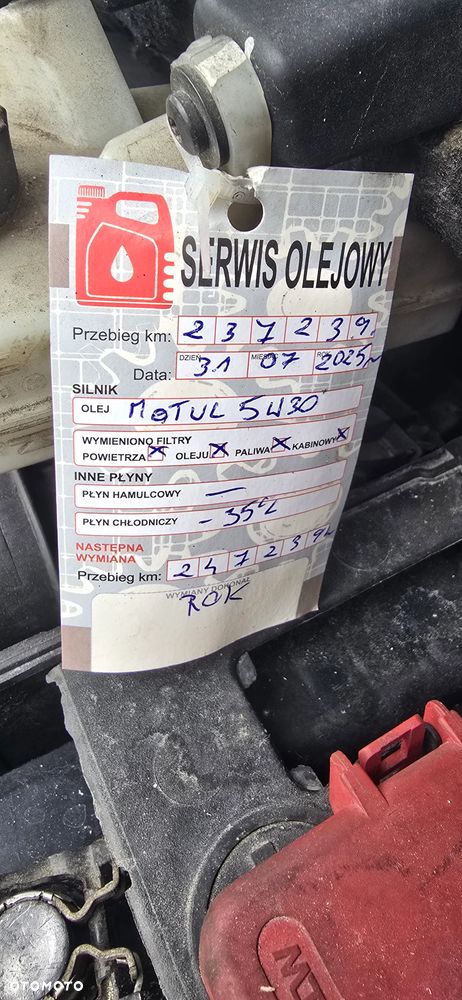 SERWIS OLEJOWY
Przebieg km: 237239
DZIEŃ MIESIĄC ROK
Data: 31 07 2025r
SILNIK
OLEJ MOTUL 5W30
WYMIENIONO FILTRY
POWIETRZA OLEJU PALIWA KABINOWY
INNE PŁYNY
PŁYN HAMULCOWY —
PŁYN CHŁODNICZY -35°C
NASTĘPNA
WYMIANA
Przebieg km: 247239
WYMIANY DOKONAŁ
ROK
OTOMOTO